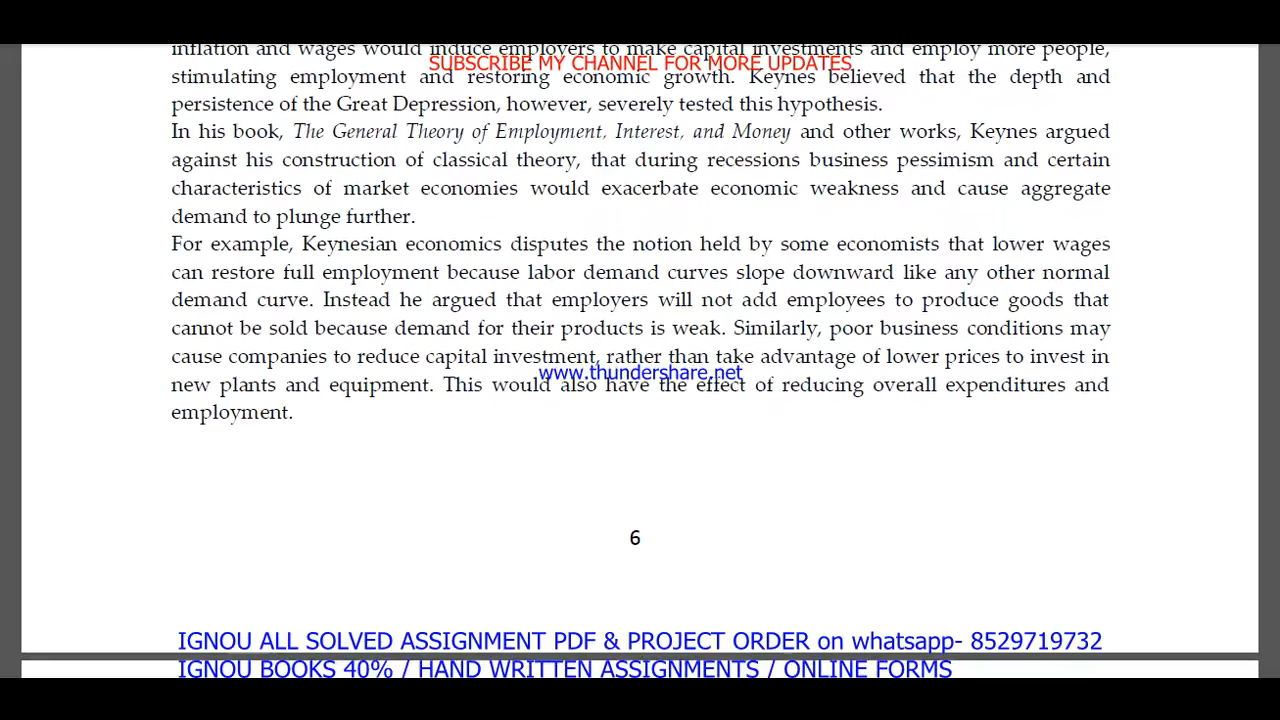 inflation and wages would induce employers to make capital investments and employ more people,
SUBSCRIBE MY CHANNEL FOR MORE UPDATES
stimulating employment and restoring economic growth. Keynes believed that the depth and
persistence of the Great Depression, however, severely tested this hypothesis.
In his book, The General Theory of Employment, Interest, and Money and other works, Keynes argued
against his construction of classical theory, that during recessions business pessimism and certain
characteristics of market economies would exacerbate economic weakness and cause aggregate
demand to plunge further.
For example, Keynesian economics disputes the notion held by some economists that lower wages
can restore full employment because labor demand curves slope downward like any other normal
demand curve. Instead he argued that employers will not add employees to produce goods that
cannot be sold because demand for their products is weak. Similarly, poor business conditions may
cause companies to reduce capital investment, rather than take advantage of lower prices to invest in
www.thundershare.net
new plants and equipment. This would also have the effect of reducing overall expenditures and
employment.
6
IGNOU ALL SOLVED ASSIGNMENT PDF & PROJECT ORDER on whatsapp- 8529719732
IGNOU BOOKS 40% / HAND WRITTEN ASSIGNMENTS / ONLINE FORMS